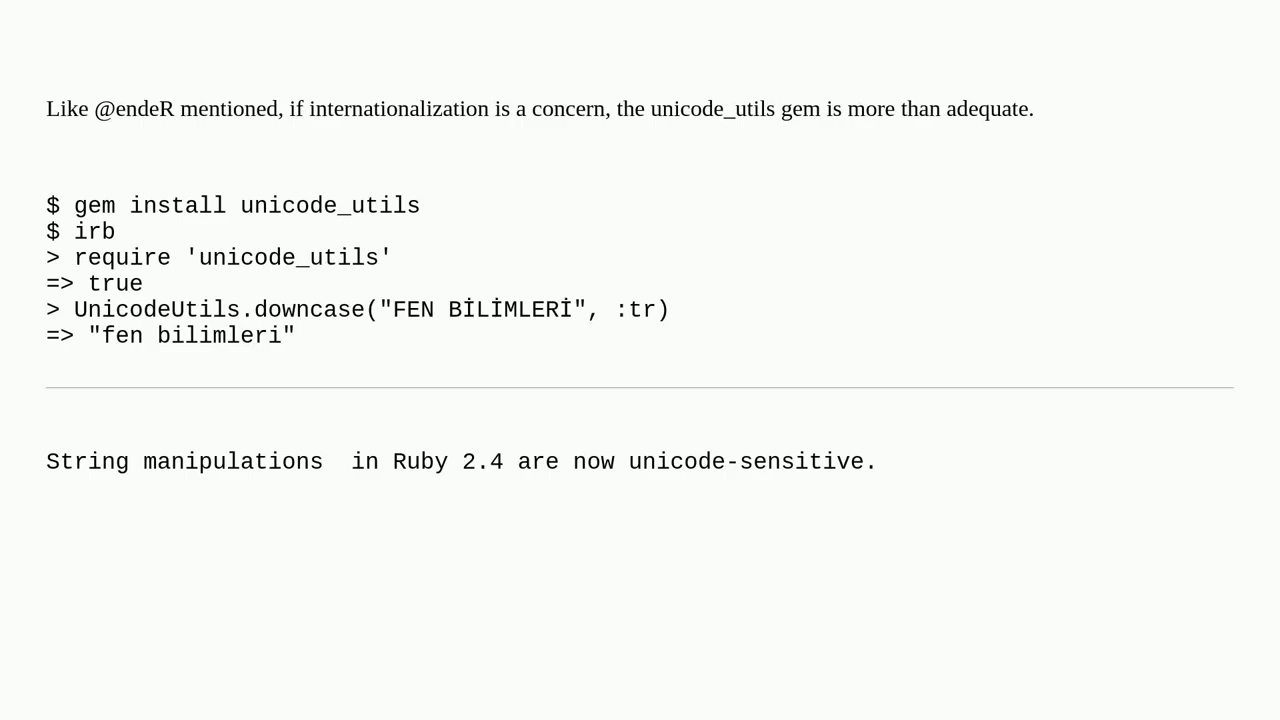 Like @endeR mentioned, if internationalization is a concern, the unicode_utils gem is more than adequate.
$ gem install unicode_utils
$ irb
> require 'unicode_utils'
=> true
> UnicodeUtils.downcase("FEN BİLİMLERİ", :tr)
=> "fen bilimleri"
String manipulations  in Ruby 2.4 are now unicode-sensitive.